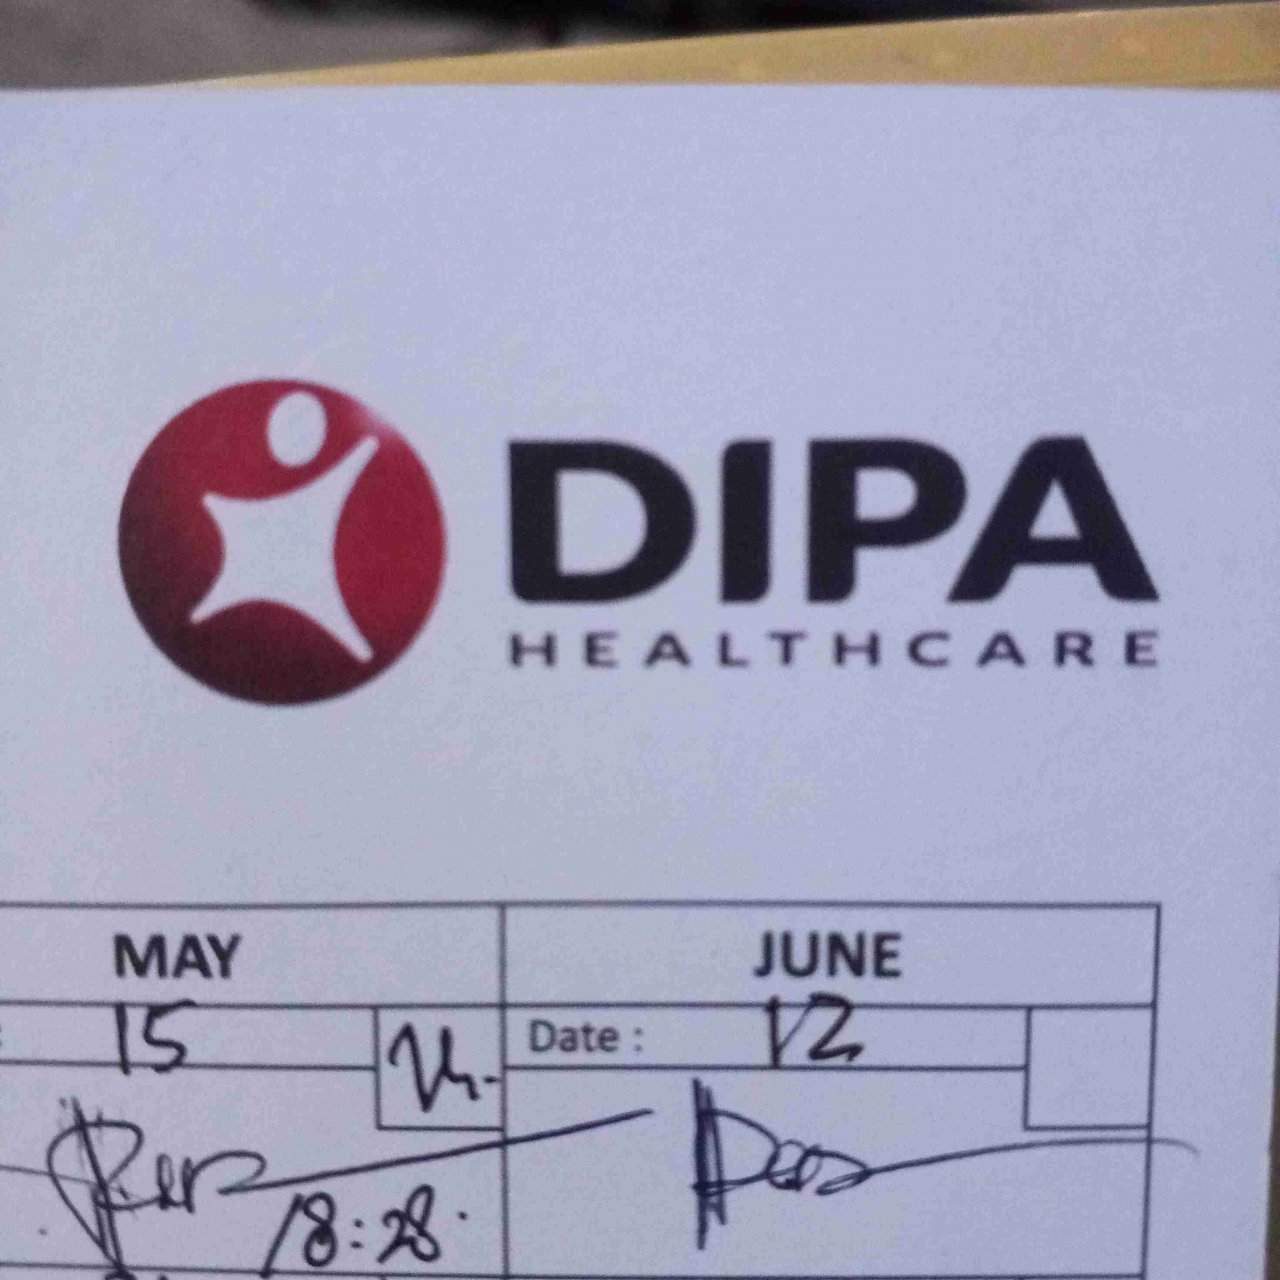 DIPA
HEALTHCARE
MAY JUNE
15 Date : 12
18:28